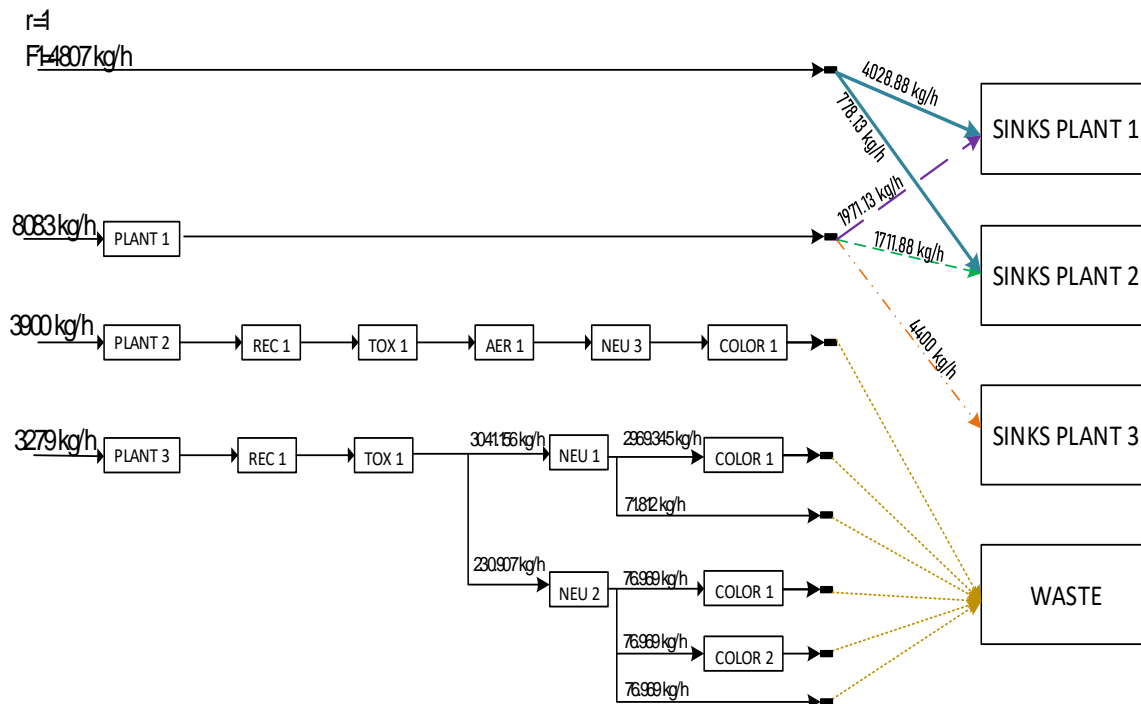 r=1
F1=4807 kg/h
4028.88 kg/h
778.13 kg/h
SINKS PLANT 1
1971.13 kg/h
8083 kg/h
PLANT 1
1711.88 kg/h
SINKS PLANT 2
3900 kg/h
PLANT 2
REC 1
TOX 1
AER 1
NEU 3
COLOR 1
4400 kg/h
SINKS PLANT 3
3279 kg/h
PLANT 3
REC 1
TOX 1
3041.156 kg/h
NEU 1
2969.345 kg/h
COLOR 1
71.812 kg/h
230.907 kg/h
NEU 2
76.969 kg/h
COLOR 1
WASTE
76.969 kg/h
COLOR 2
76.969 kg/h